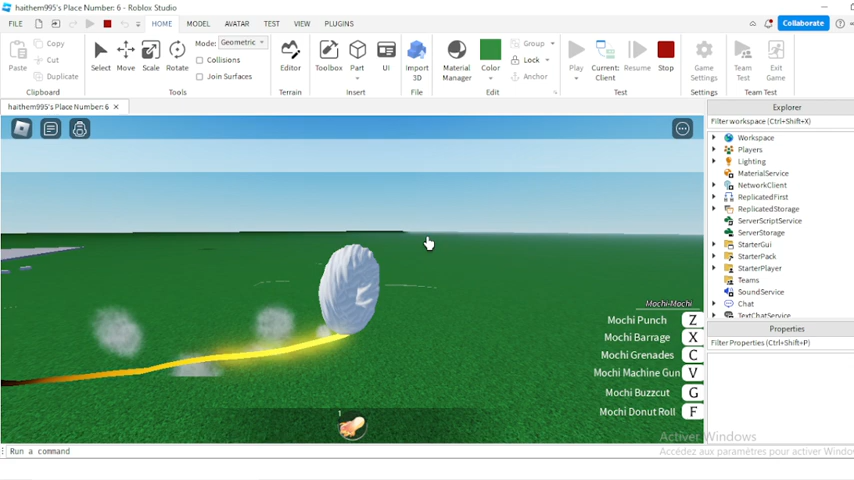 haithem995's Place Number: 6 - Roblox Studio
FILE HOME MODEL AVATAR TEST VIEW PLUGINS
Collaborate
Paste Copy Cut Duplicate
Select Move Scale Rotate
Mode: Geometric
Collisions
Join Surfaces
Editor
Toolbox Part UI
Import 3D
Material Manager
Color
Group
Lock
Anchor
Play Current: Client Resume Stop
Game Settings
Team Test
Exit Game
Clipboard Tools Terrain Insert File Edit Test Settings Team Test
haithem995's Place Number: 6
Explorer
Filter workspace (Ctrl+Shift+X)
Workspace
Players
Lighting
MaterialService
NetworkClient
ReplicatedFirst
ReplicatedStorage
ServerScriptService
ServerStorage
StarterGui
StarterPack
StarterPlayer
Teams
SoundService
Chat
TextChatService
Properties
Filter Properties (Ctrl+Shift+P)
Mochi-Mochi
Mochi Punch Z
Mochi Barrage X
Mochi Grenades C
Mochi Machine Gun V
Mochi Buzzcut G
Mochi Donut Roll F
1
Activer Windows
Accédez aux paramètres pour activer Windows
Run a command